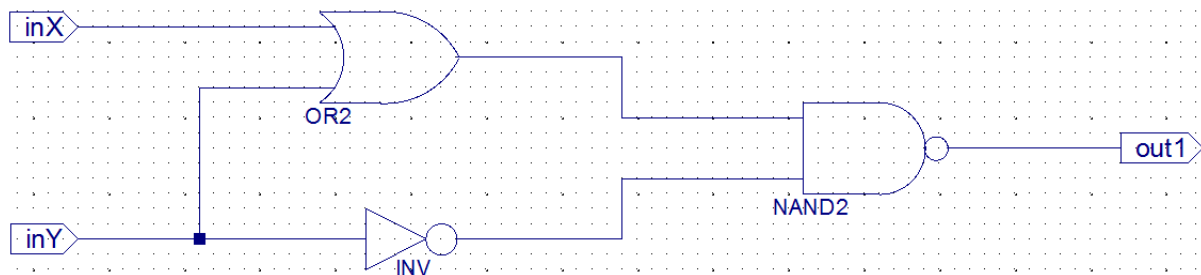 inX
OR2
out1
NAND2
inY
INV